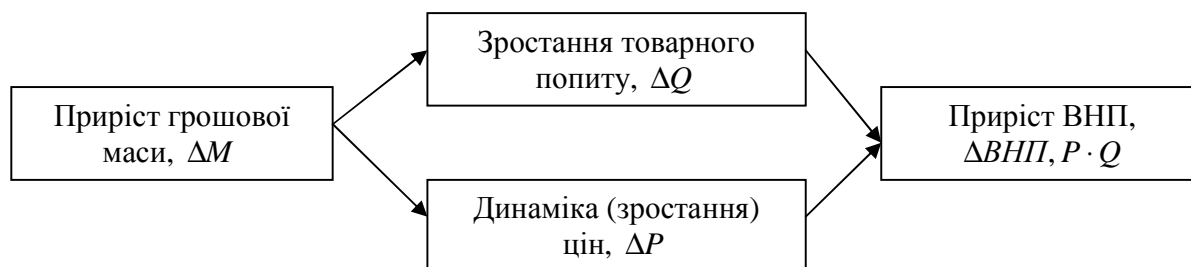 Приріст грошової
маси, ΔM
Зростання товарного
попиту, ΔQ
Динаміка (зростання)
цін, ΔP
Приріст ВНП,
ΔВНП, P · Q